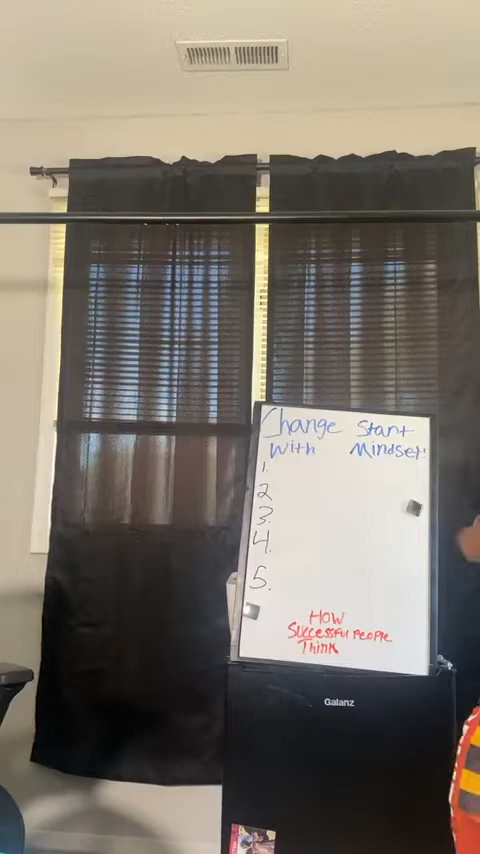 Change Start
With Mindset!
1.
2
3.
4.
5.
HOW
Successful PeoPle
Think
Galanz